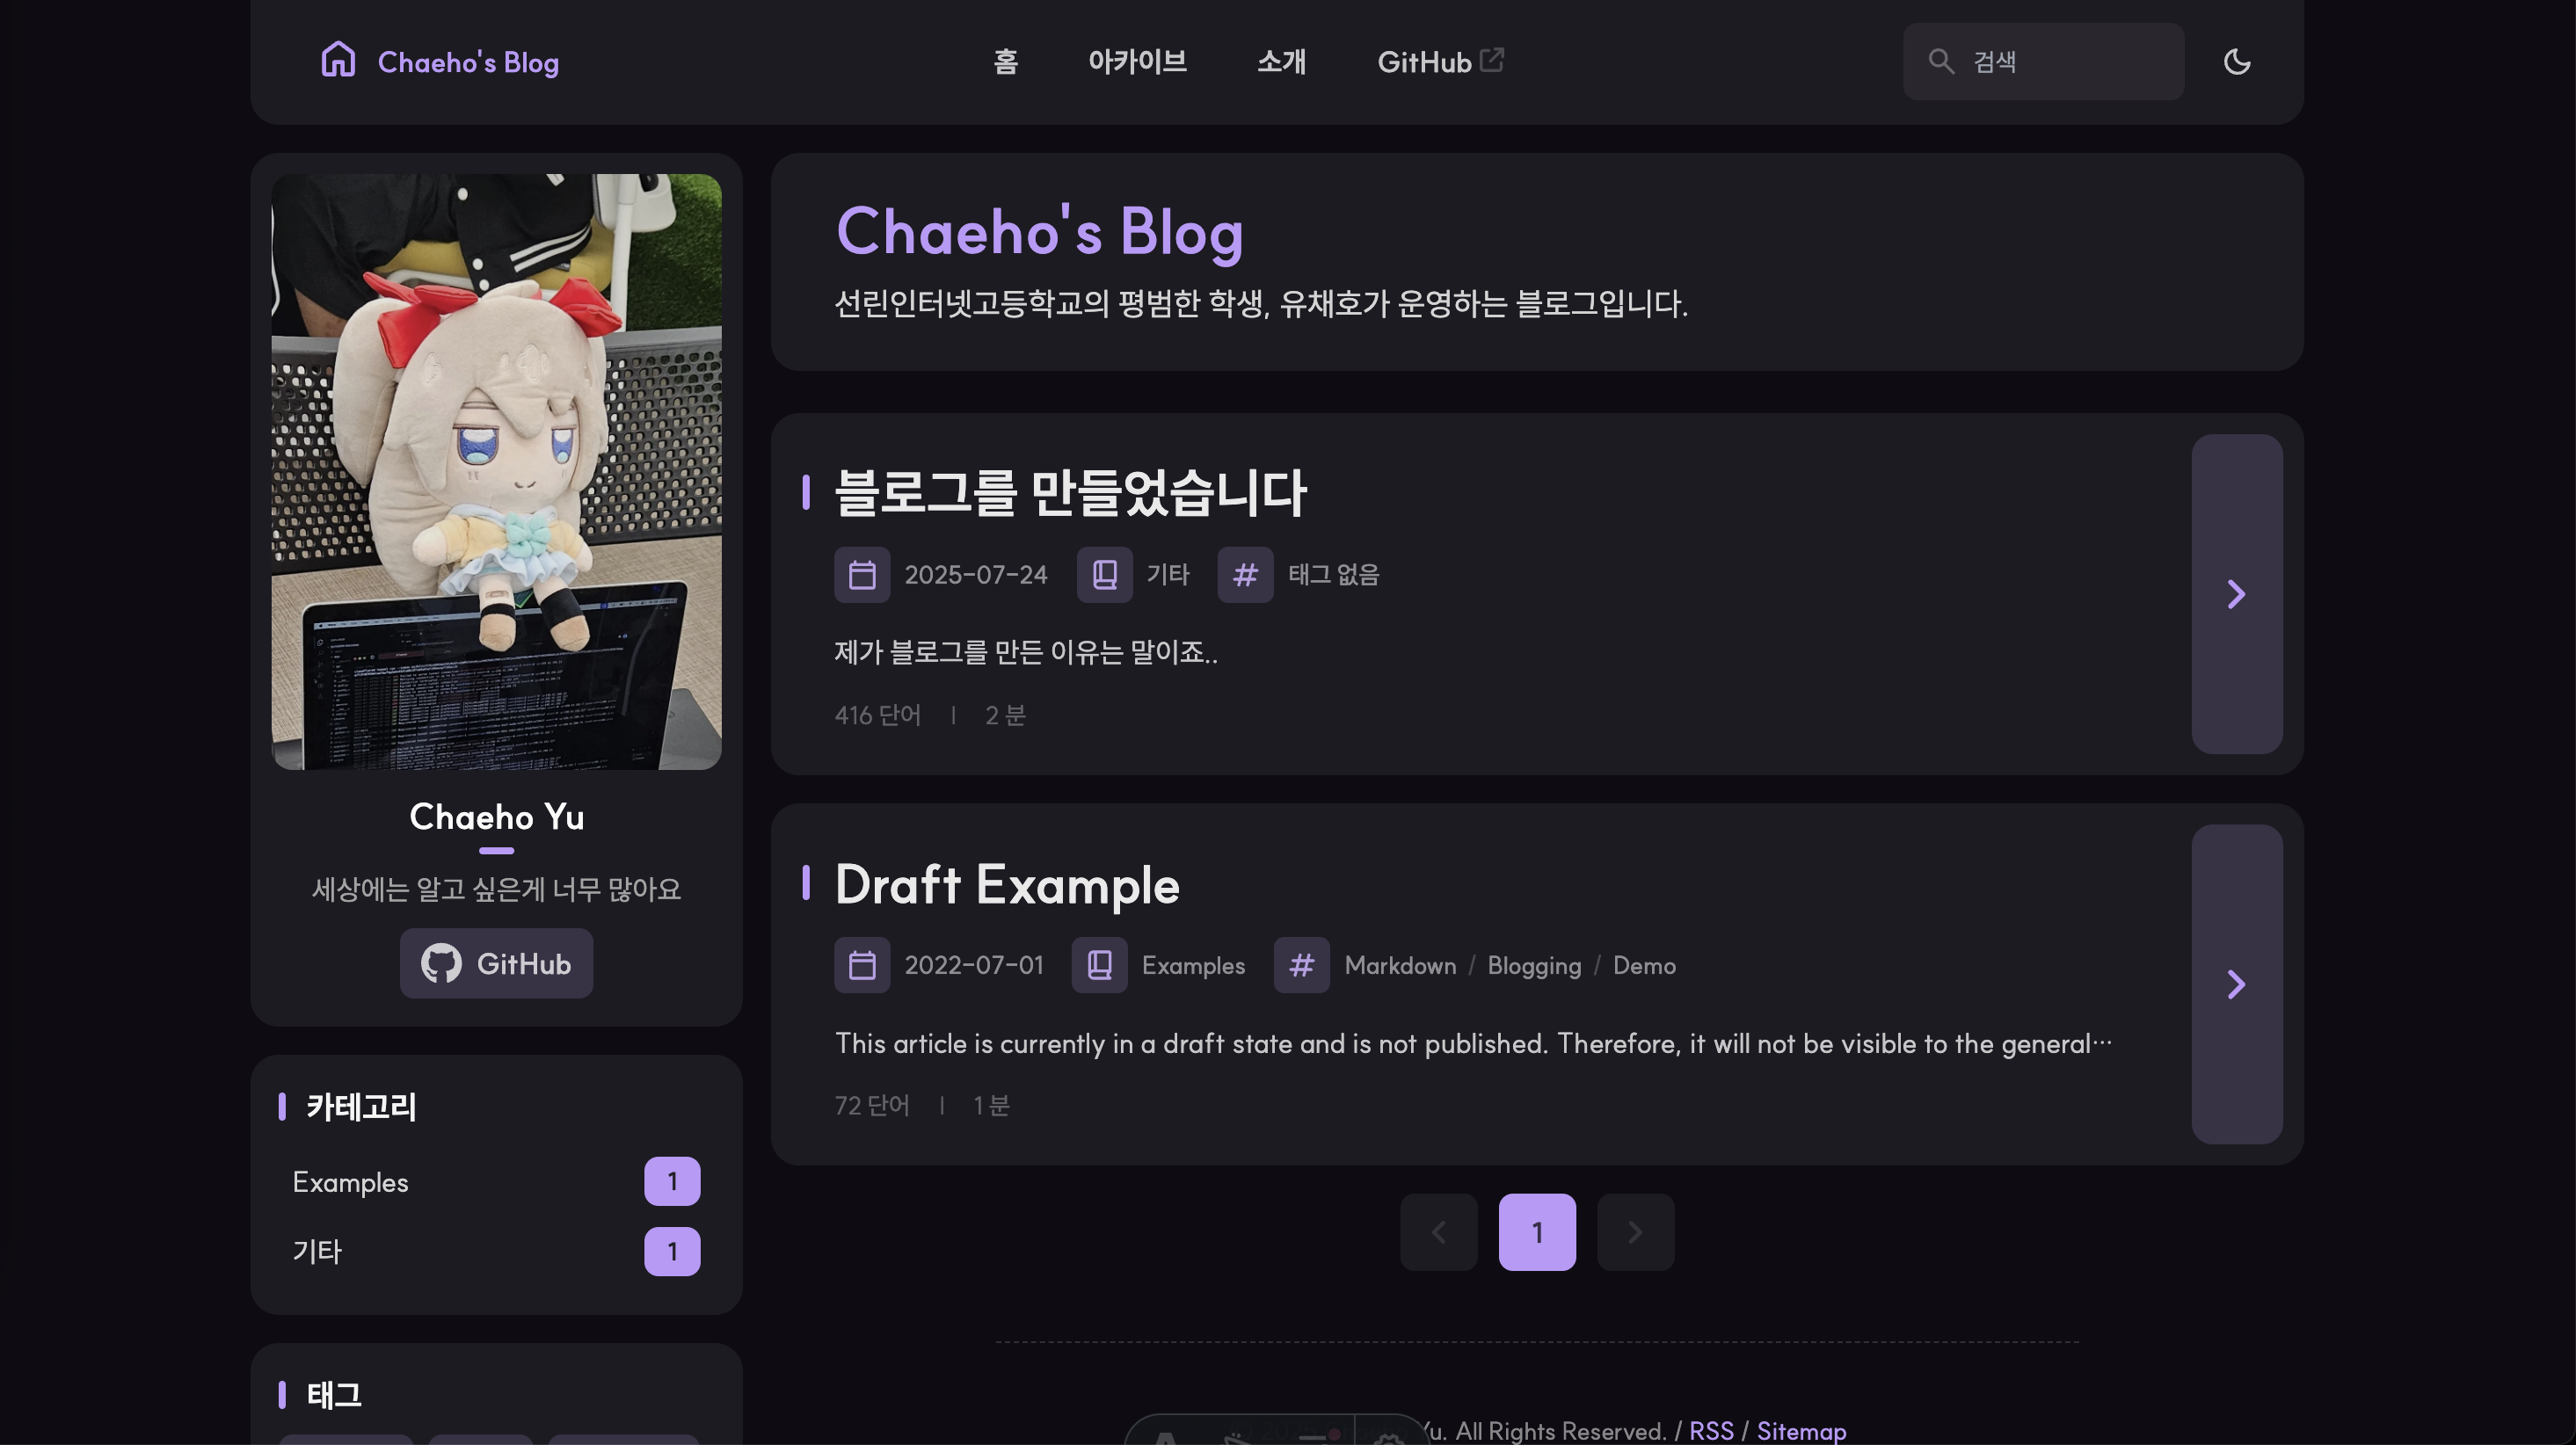 Chaeho's Blog
홈 아카이브 소개 GitHub
검색
Chaeho Yu
세상에는 알고 싶은게 너무 많아요
GitHub
카테고리
Examples 1
기타 1
태그
Chaeho's Blog
선린인터넷고등학교의 평범한 학생, 유채호가 운영하는 블로그입니다.
블로그를 만들었습니다
2025-07-24 기타 # 태그 없음
제가 블로그를 만든 이유는 말이죠..
416 단어 | 2 분
Draft Example
2022-07-01 Examples # Markdown / Blogging / Demo
This article is currently in a draft state and is not published. Therefore, it will not be visible to the general…
72 단어 | 1 분
1
Yu. All Rights Reserved. / RSS / Sitemap